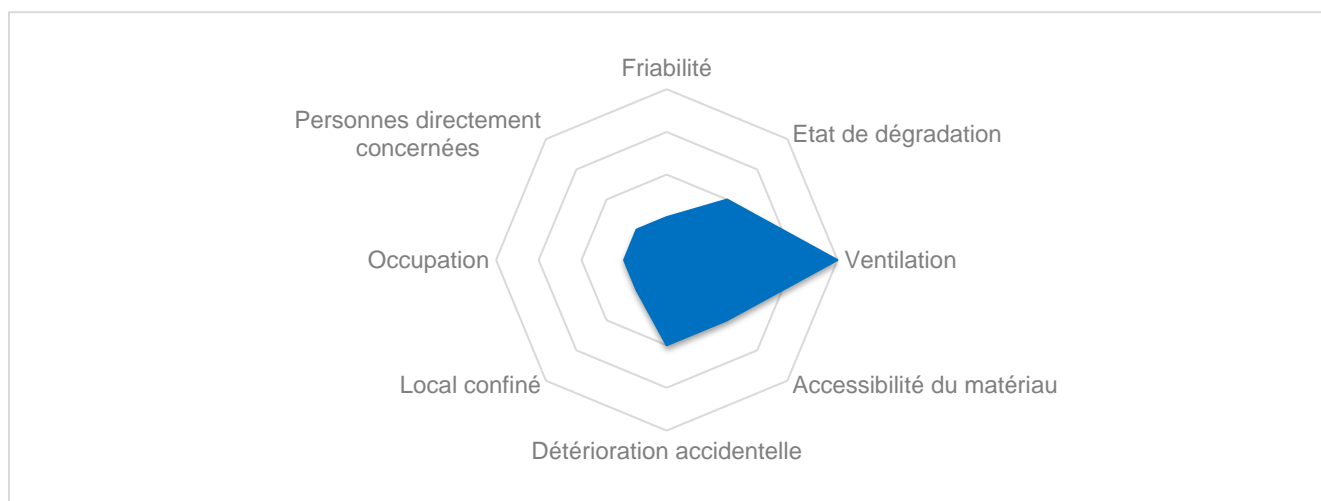 Friabilité
Personnes directement
concernées
Etat de dégradation
Occupation
Ventilation
Local confiné
Accessibilité du matériau
Détérioration accidentelle